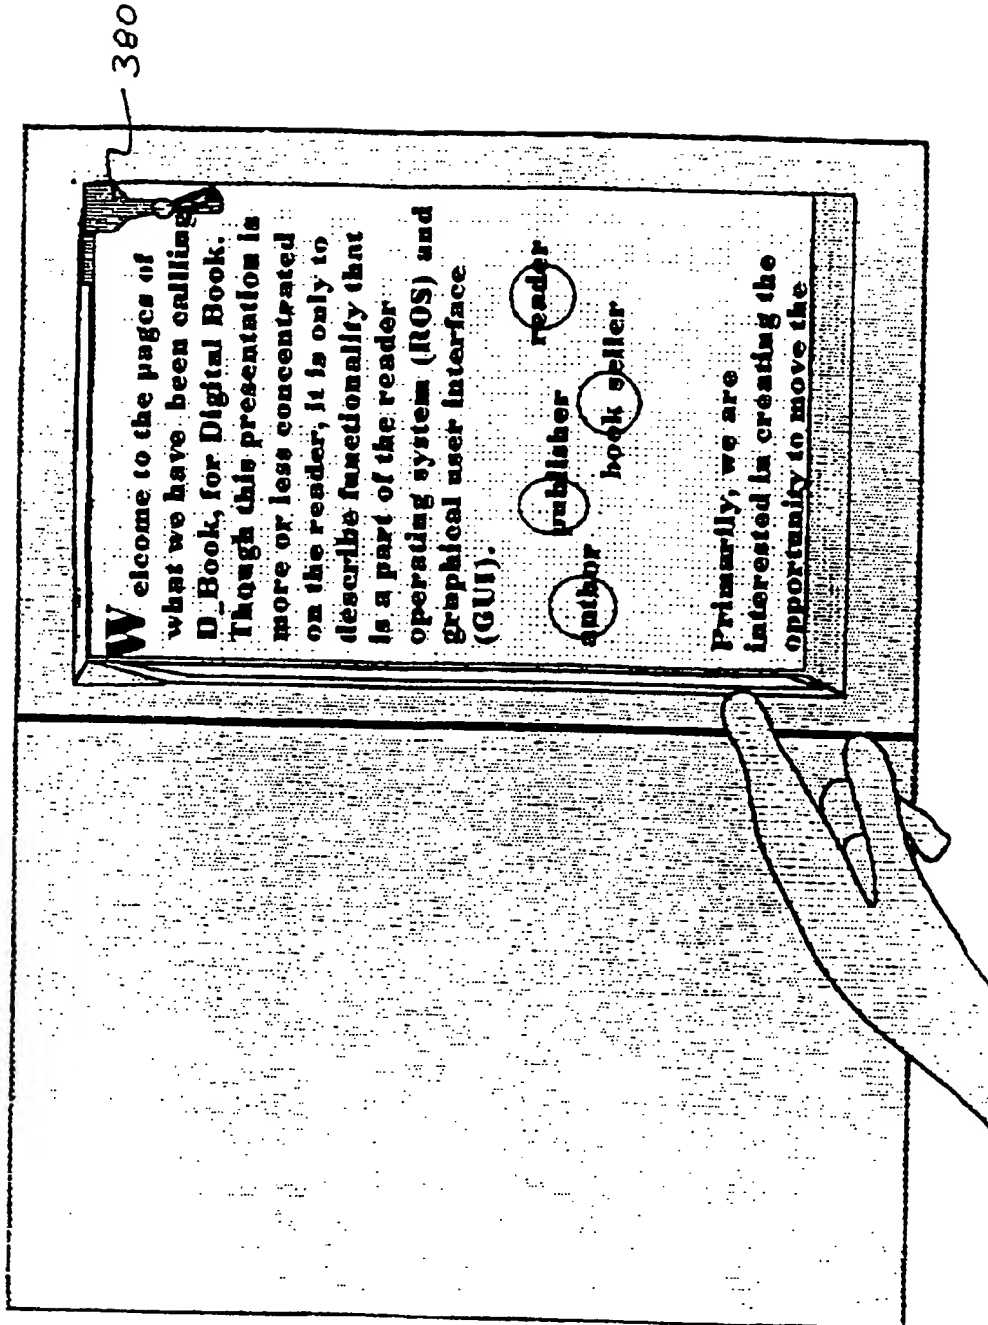 380
Welcome to the pages of
what we have been calling
D_Book, for Digital Book.
Though this presentation is
more or less concentrated
on the reader, it is only to
describe functionality that
is a part of the reader
operating system (ROS) and
graphical user interface
(GUI).
author publisher reader
book seller
Primarily, we are
interested in creating the
opportunity to move the